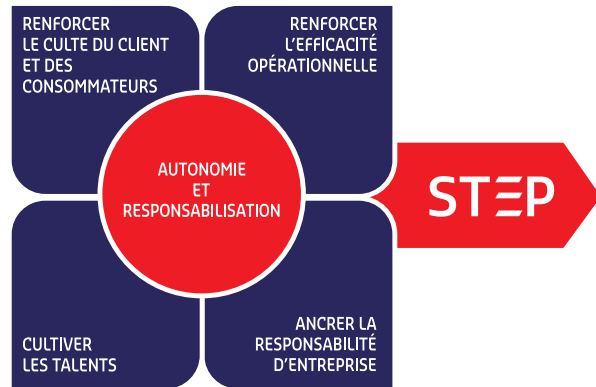 RENFORCER
LE CULTE DU CLIENT
ET DES
CONSOMMATEURS
RENFORCER
L'EFFICACITÉ
OPÉRATIONNELLE
AUTONOMIE
ET
RESPONSABILISATION
STEP
CULTIVER
LES TALENTS
ANCRER LA
RESPONSABILITÉ
D'ENTREPRISE